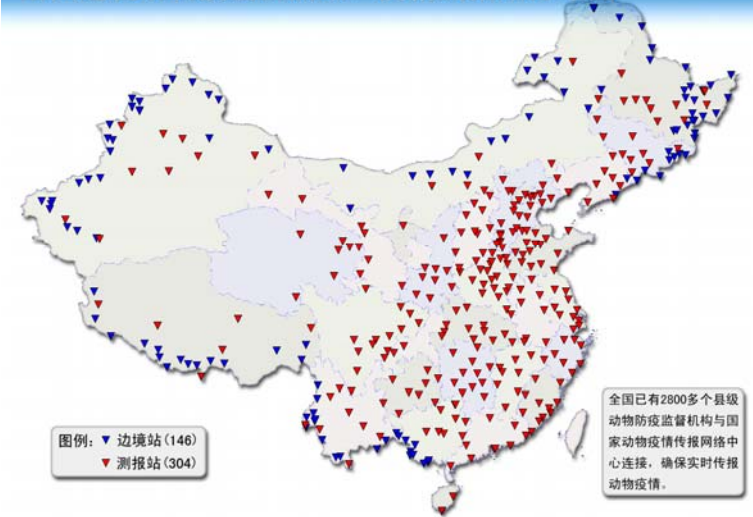 全国已有2800多个县级
动物防疫监督机构与国
家动物疫情传报网络中
心连接，确保实时传报
动物疫情。
图例：▼ 边境站(146)
▼ 测报站(304)